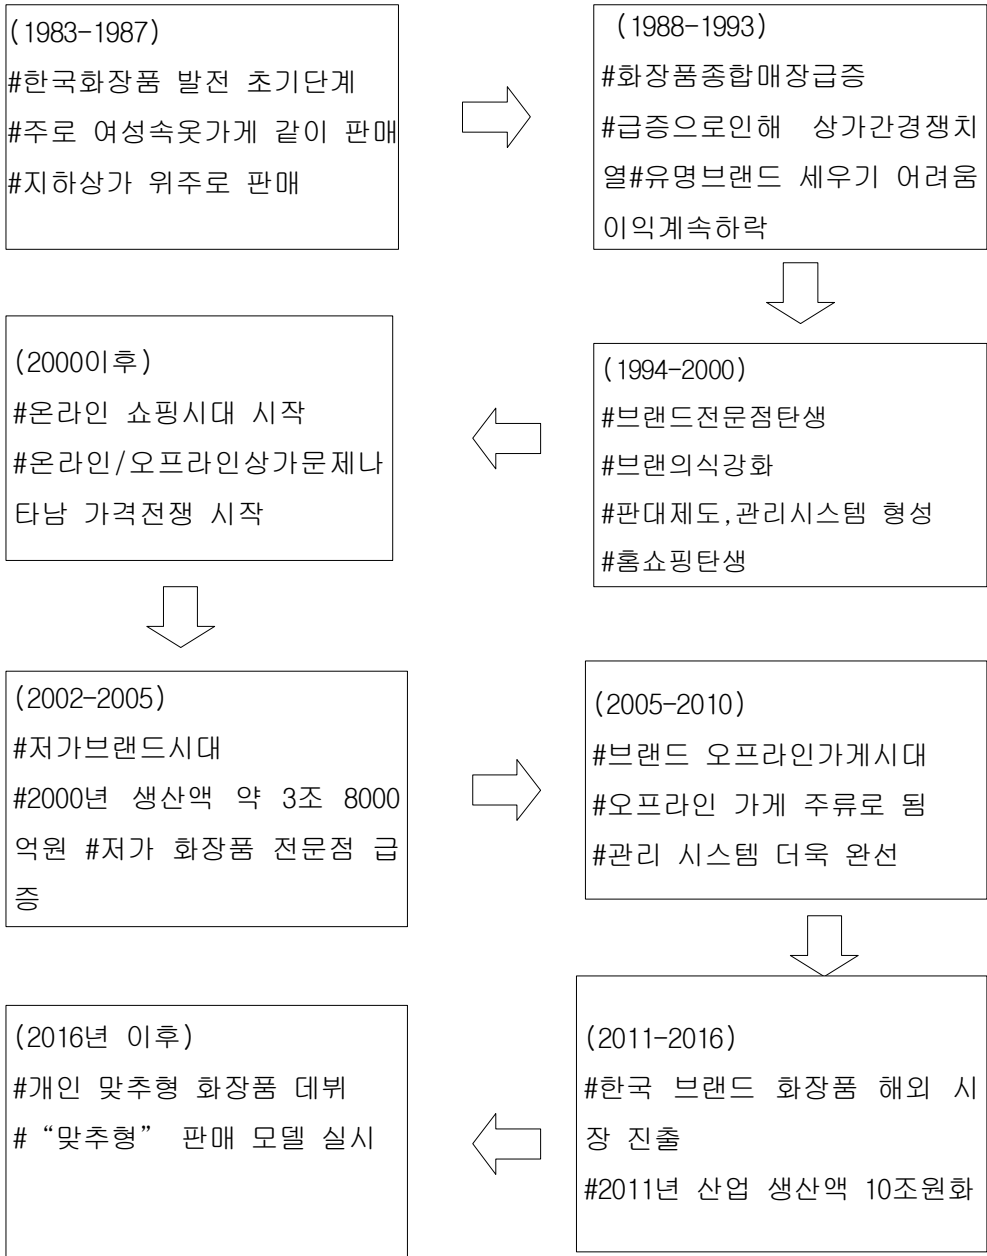 (1983-1987)
#한국화장품 발전 초기단계
#주로 여성속옷가게 같이 판매
#지하상가 위주로 판매
(1988-1993)
#화장품종합매장급증
#급증으로인해 상가간경쟁치
열#유명브랜드 세우기 어려움
이익계속하락
(1994-2000)
#브랜드전문점탄생
#브랜의식강화
#판대제도,관리시스템 형성
#홈쇼핑탄생
(2000이후)
#온라인 쇼핑시대 시작
#온라인/오프라인상가문제나
타남 가격전쟁 시작
(2002-2005)
#저가브랜드시대
#2000년 생산액 약 3조 8000
억원 #저가 화장품 전문점 급
증
(2005-2010)
#브랜드 오프라인가게시대
#오프라인 가게 주류로 됨
#관리 시스템 더욱 완선
(2011-2016)
#한국 브랜드 화장품 해외 시
장 진출
#2011년 산업 생산액 10조원화
(2016년 이후)
#개인 맞추형 화장품 데뷔
#“맞추형” 판매 모델 실시